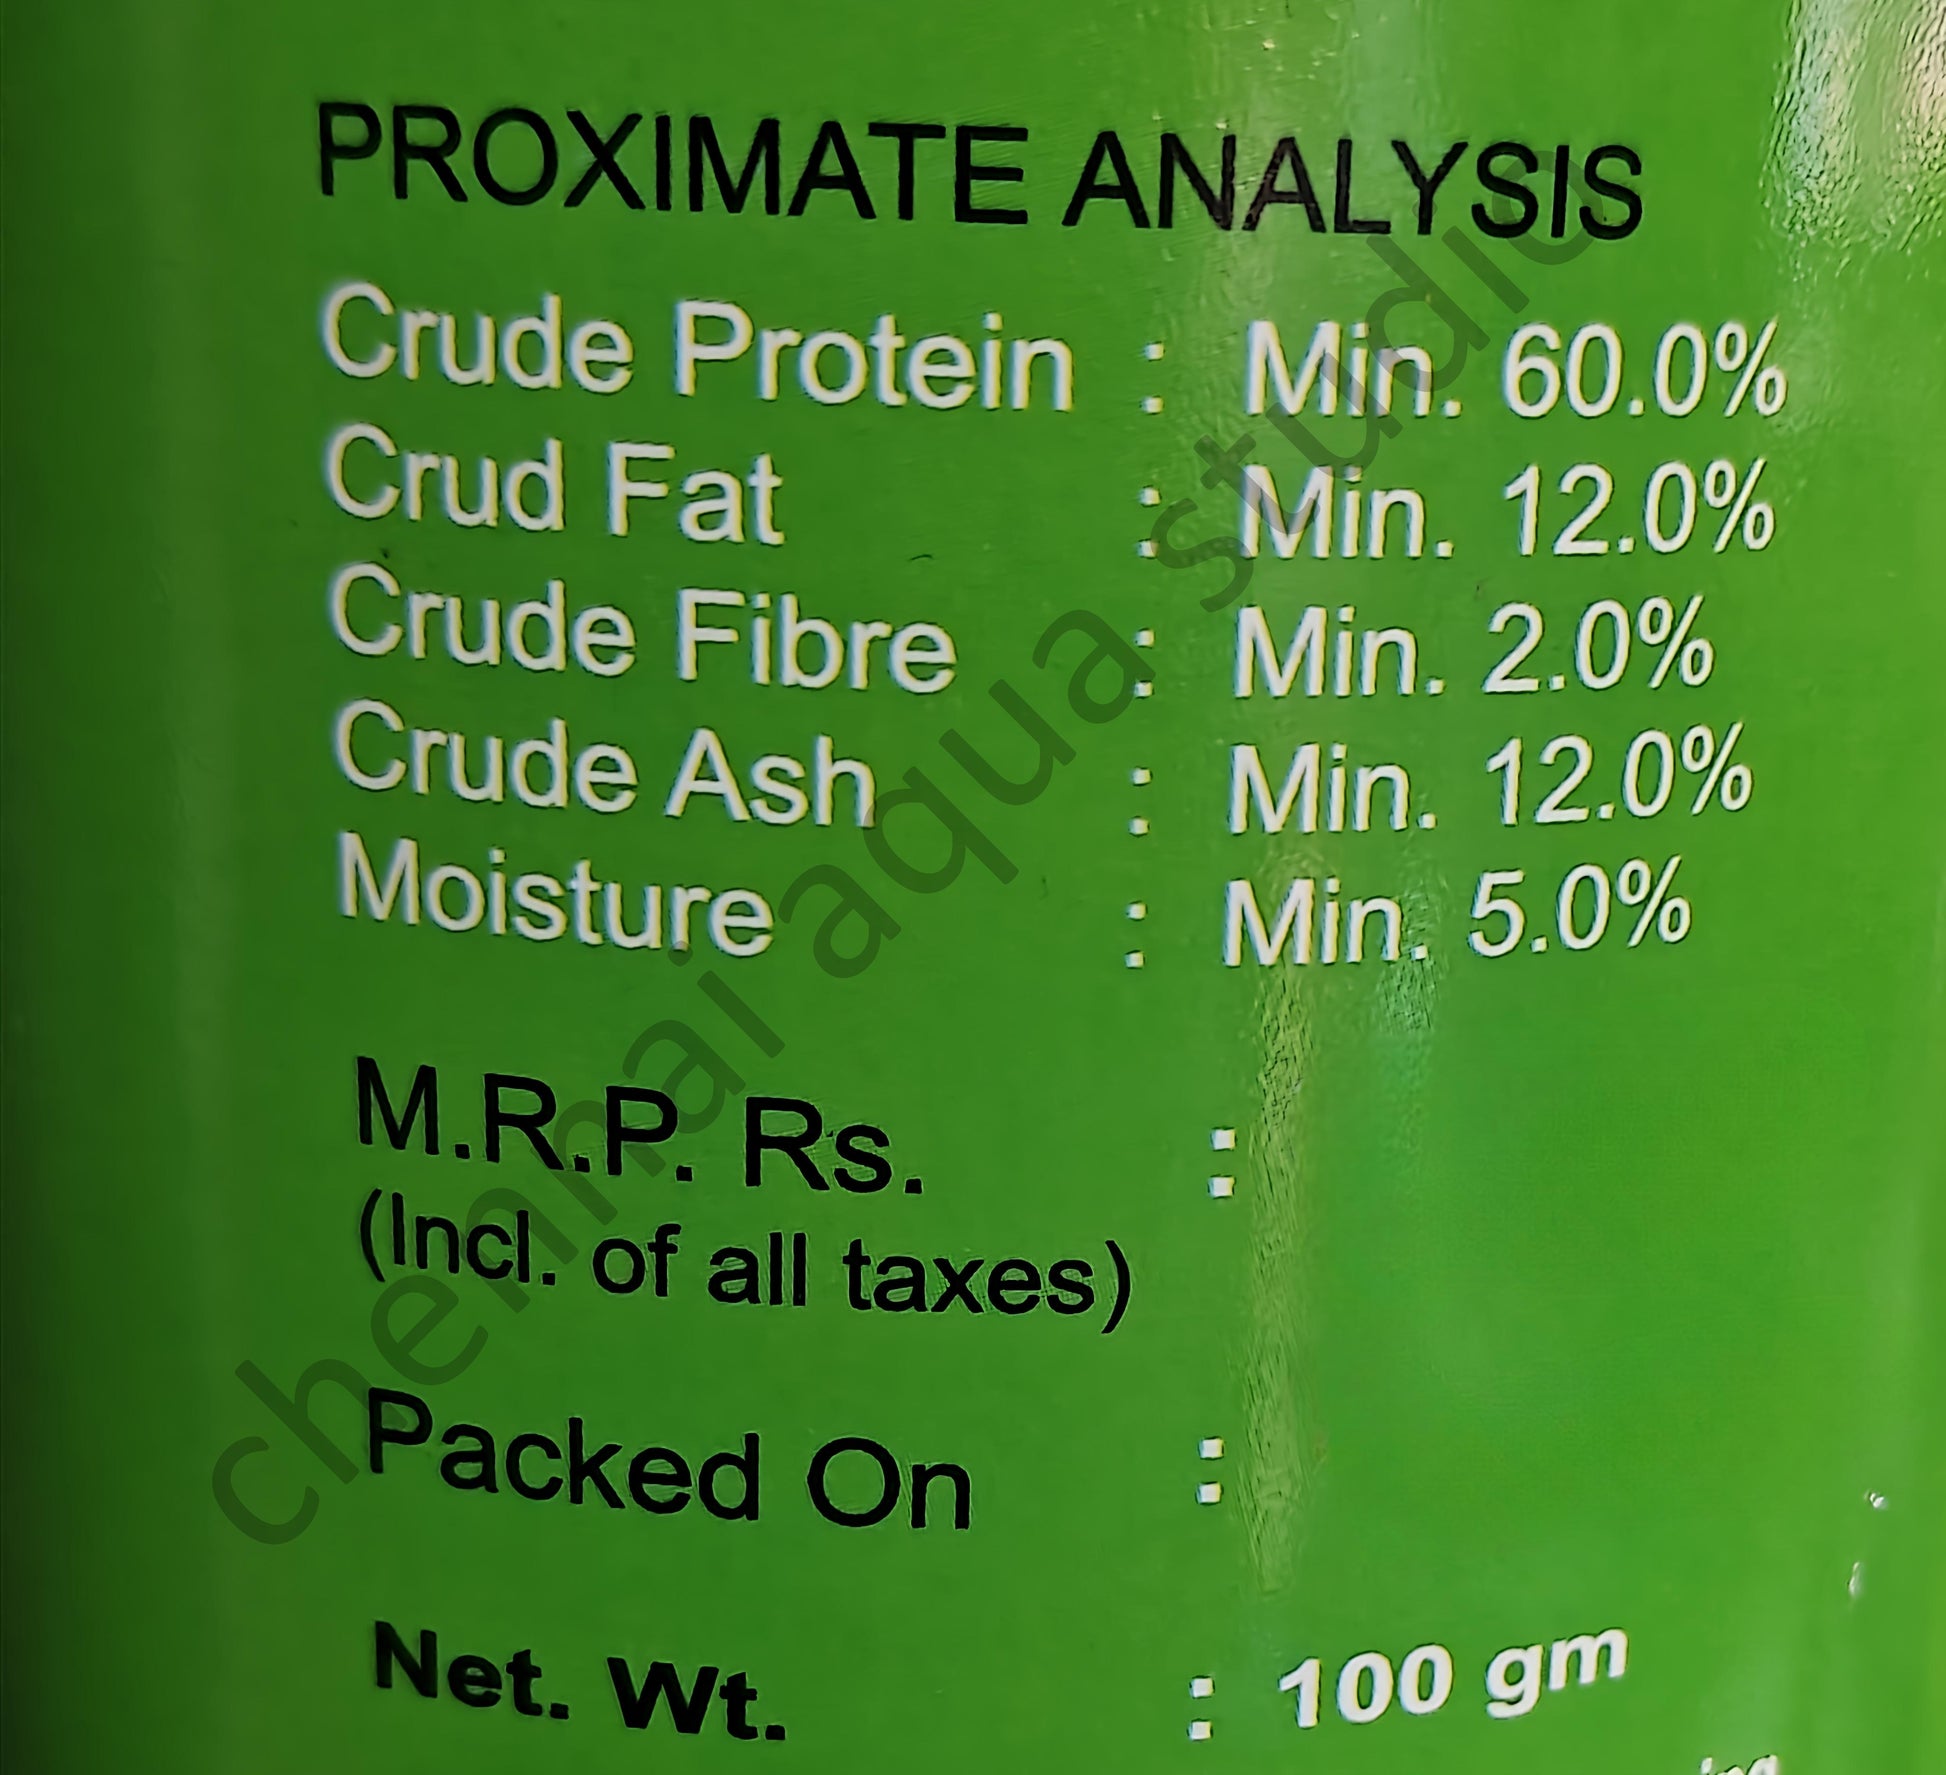 PROXIMATE ANALYSIS
Crude Protein : Min. 60.0%
Crud Fat : Min. 12.0%
Crude Fibre : Min. 2.0%
Crude Ash : Min. 12.0%
Moisture : Min. 5.0%
M.R.P. Rs. :
(Incl. of all taxes)
Packed On :
Net. Wt. : 100 gm
chennai aqua studio